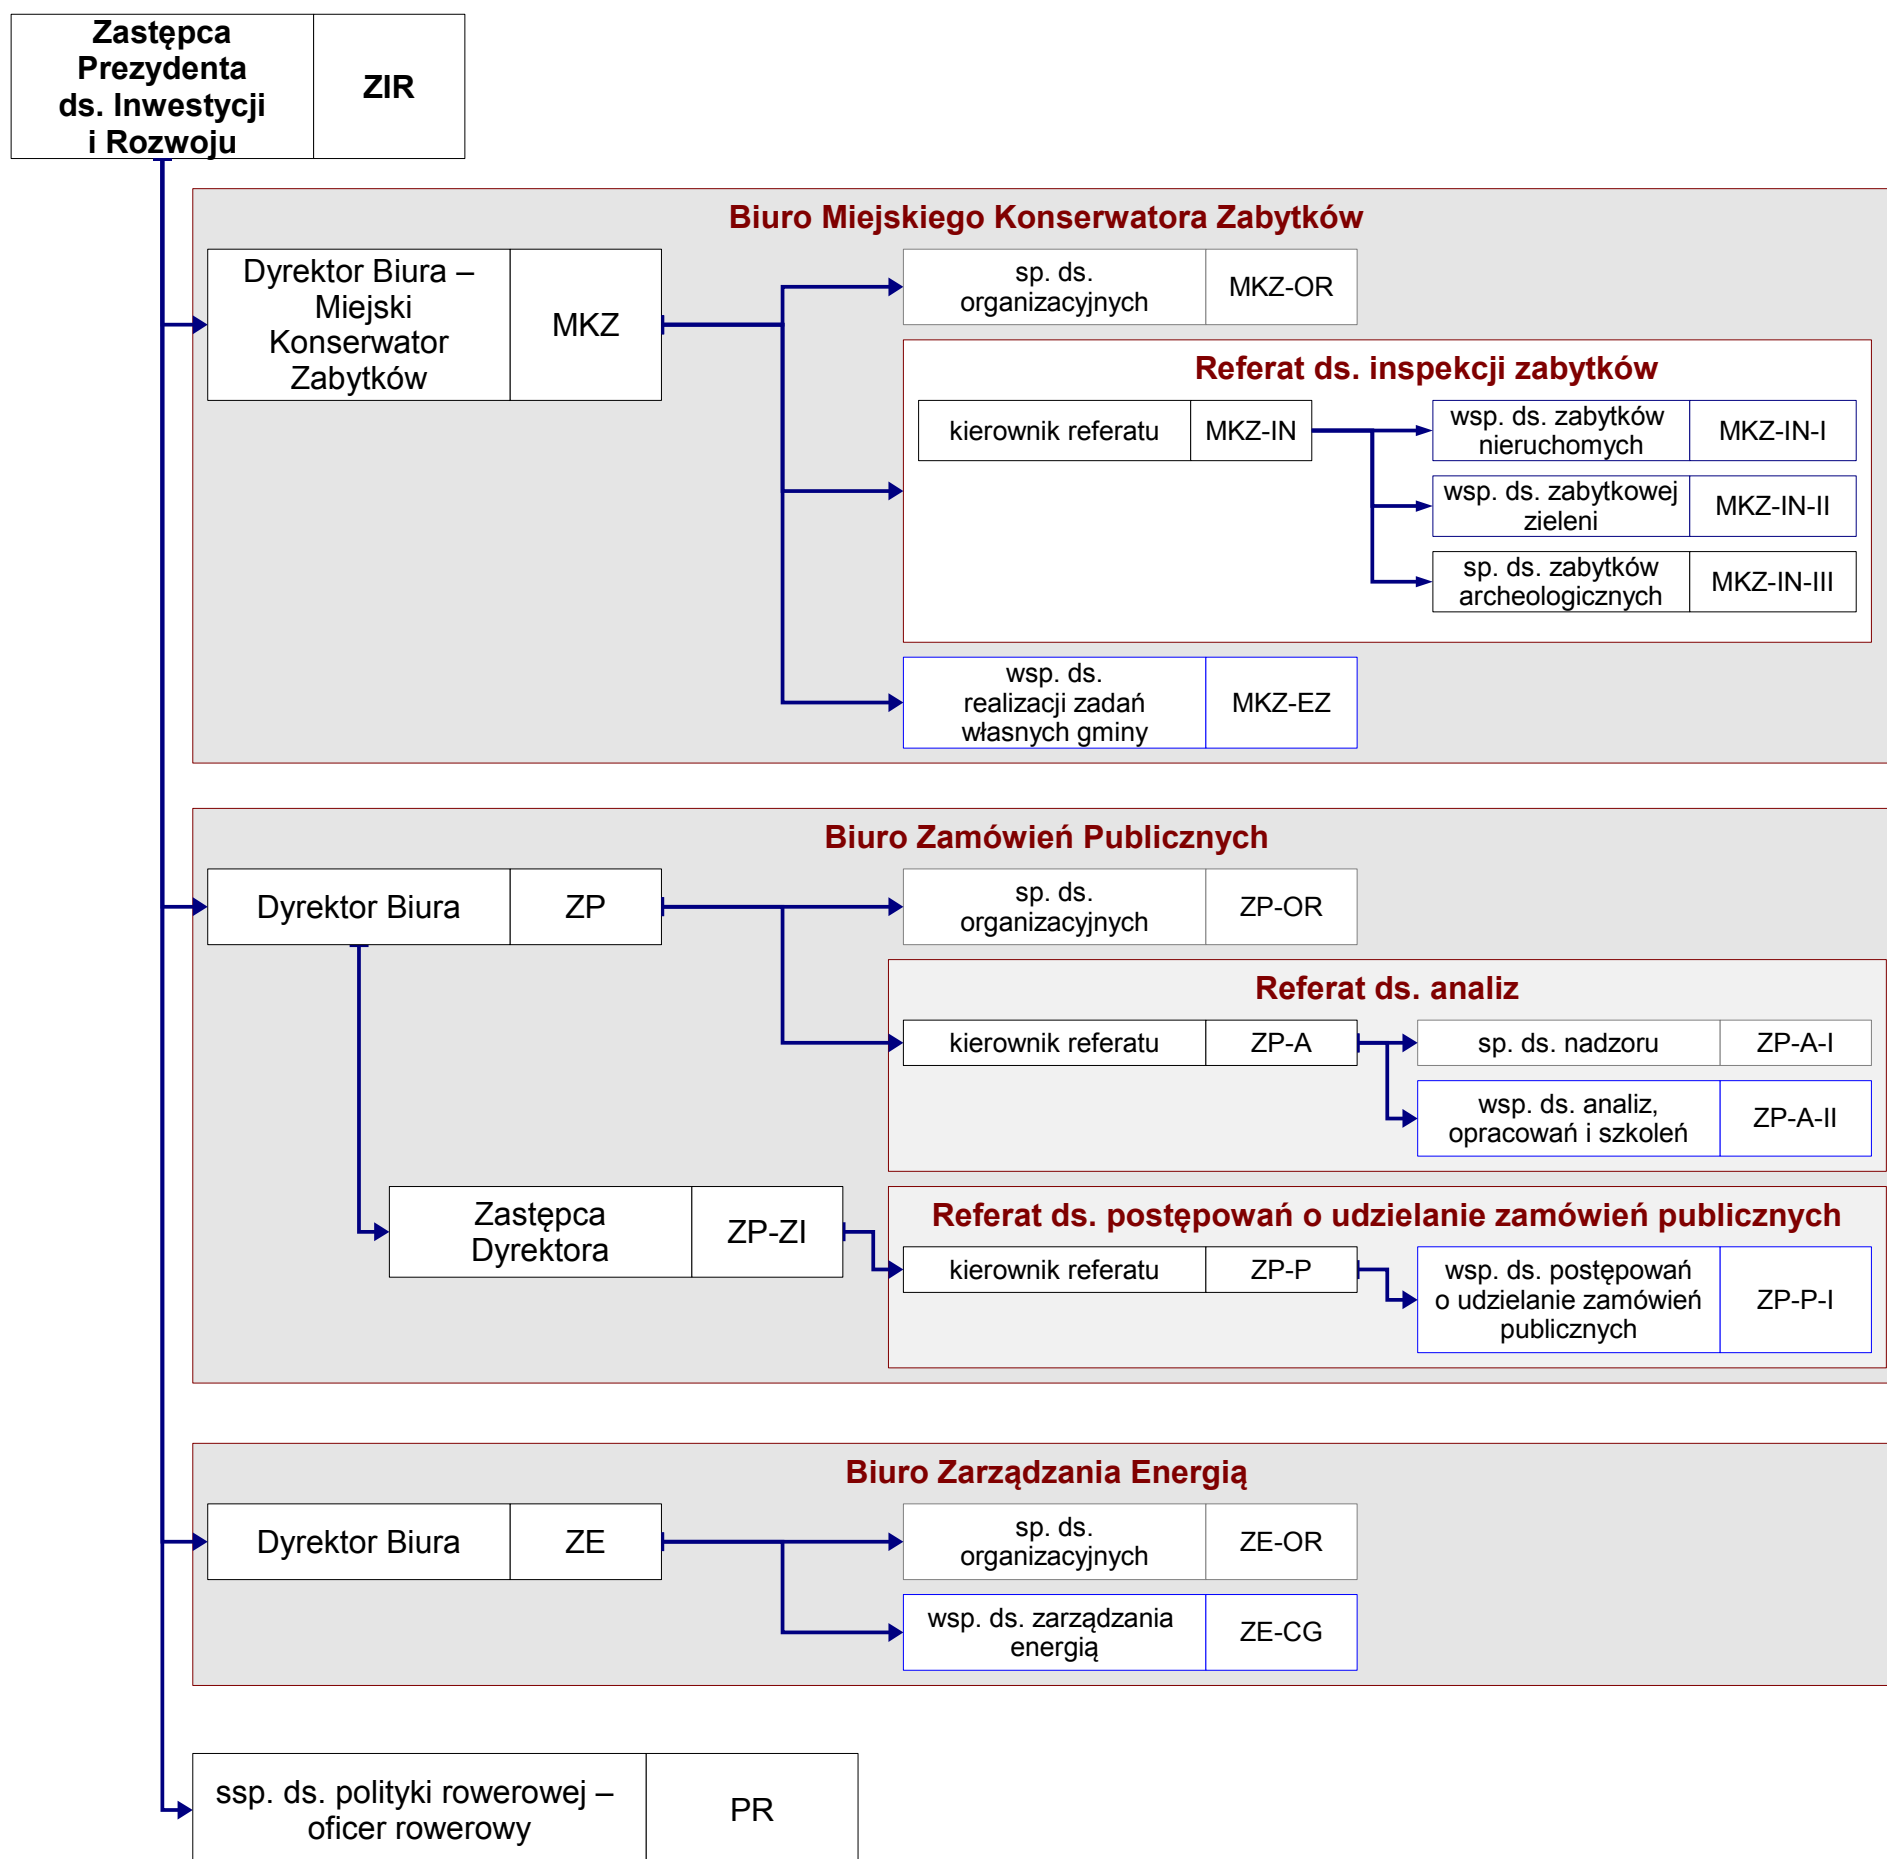 Zastępca
Prezydenta
ds. Inwestycji
i Rozwoju
ZIR
Biuro Miejskiego Konserwatora Zabytków
Dyrektor Biura –
Miejski
Konserwator
Zabytków
MKZ
sp. ds.
organizacyjnych
MKZ-OR
Referat ds. inspekcji zabytków
kierownik referatu
MKZ-IN
wsp. ds. zabytków
nieruchomych
MKZ-IN-I
wsp. ds. zabytkowej
zieleni
MKZ-IN-II
sp. ds. zabytków
archeologicznych
MKZ-IN-III
wsp. ds.
realizacji zadań
własnych gminy
MKZ-EZ
Biuro Zamówień Publicznych
Dyrektor Biura
ZP
sp. ds.
organizacyjnych
ZP-OR
Referat ds. analiz
kierownik referatu
ZP-A
sp. ds. nadzoru
ZP-A-I
wsp. ds. analiz,
opracowań i szkoleń
ZP-A-II
Zastępca
Dyrektora
ZP-ZI
Referat ds. postępowań o udzielanie zamówień publicznych
kierownik referatu
ZP-P
wsp. ds. postępowań
o udzielanie zamówień
publicznych
ZP-P-I
Biuro Zarządzania Energią
Dyrektor Biura
ZE
sp. ds.
organizacyjnych
ZE-OR
wsp. ds. zarządzania
energią
ZE-CG
ssp. ds. polityki rowerowej –
oficer rowerowy
PR